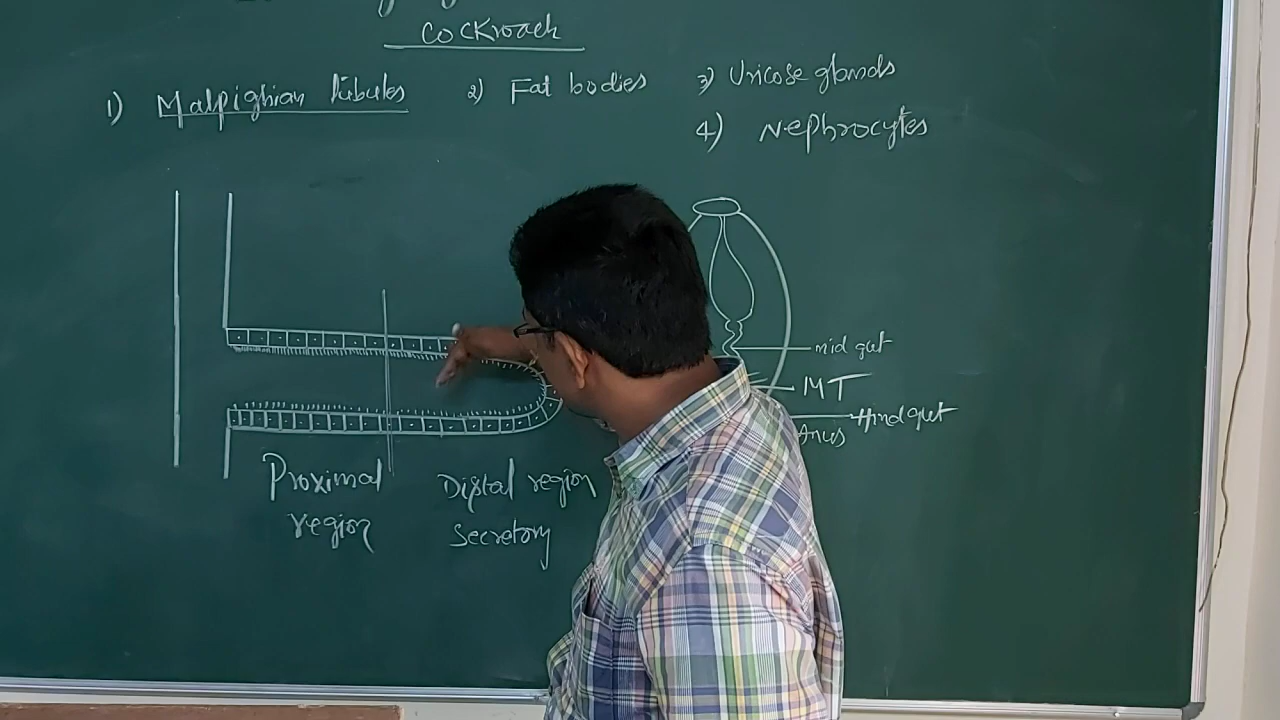 Cockroach
1) Malpighian tubules 2) Fat bodies 3) Uricose glands
4) Nephrocytes
mid gut
MT
Hind gut
Anus
Proximal region
Distal region
Secretory